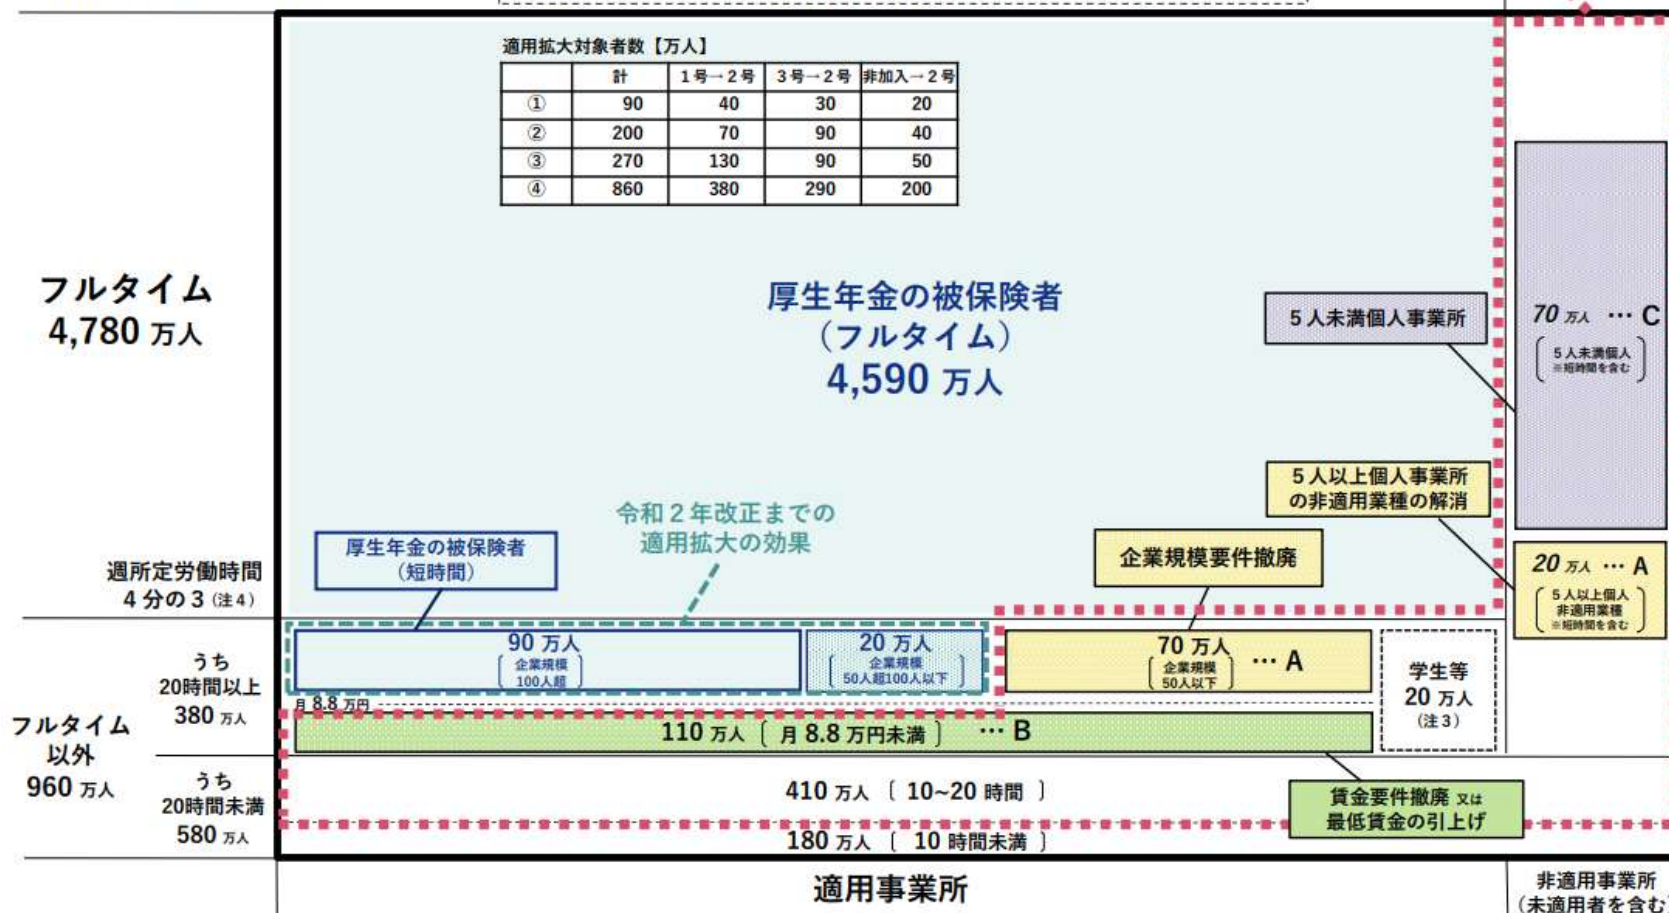 適用拡大対象者数【万人】
計 1号→2号 3号→2号 非加入→2号
① 90 40 30 20
② 200 70 90 40
③ 270 130 90 50
④ 860 380 290 200
フルタイム
4,780 万人
厚生年金の被保険者
（フルタイム）
4,590 万人
5人未満個人事業所
70 万人 … C
5人未満個人
※短時間を含む
5人以上個人事業所
の非適用業種の解消
令和2年改正までの
適用拡大の効果
厚生年金の被保険者
（短時間）
企業規模要件撤廃
20 万人 … A
5人以上個人
非適用業種
※短時間を含む
週所定労働時間
4分の3（注4）
90 万人
企業規模
100人超
20 万人
企業規模
50人超100人以下
70 万人 … A
企業規模
50人以下
学生等
20 万人
（注3）
うち
20時間以上
380 万人
月 8.8 万円
110 万人〔 月 8.8 万円未満 〕 … B
フルタイム
以外
960 万人
うち
20時間未満
580 万人
410 万人〔 10~20 時間 〕
賃金要件撤廃 又は
最低賃金の引上げ
180 万人〔 10 時間未満 〕
適用事業所
非適用事業所
（未適用者を含む